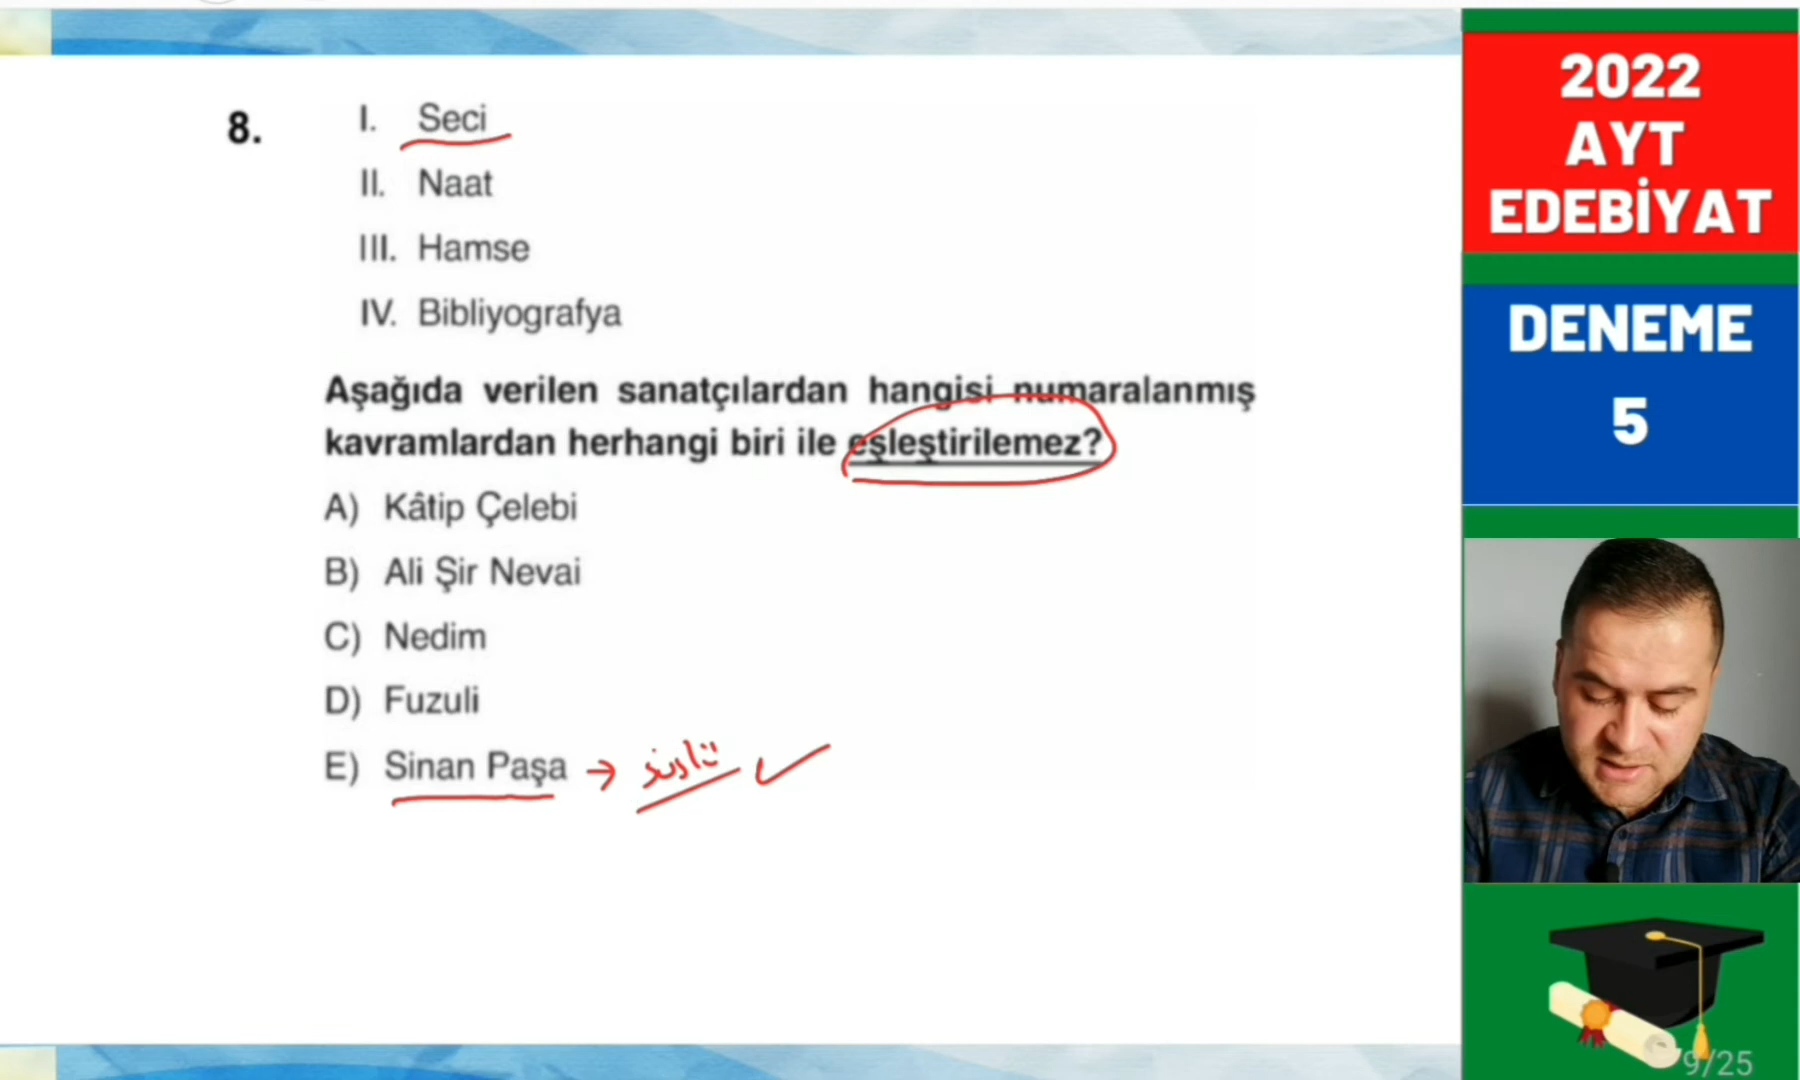 8.
I. Seci
II. Naat
III. Hamse
IV. Bibliyografya
Aşağıda verilen sanatçılardan hangisi numaralanmış
kavramlardan herhangi biri ile eşleştirilemez?
A) Kâtip Çelebi
B) Ali Şir Nevai
C) Nedim
D) Fuzuli
E) Sinan Paşa → süslü ✓
2022
AYT
EDEBİYAT
DENEME
5
9/25